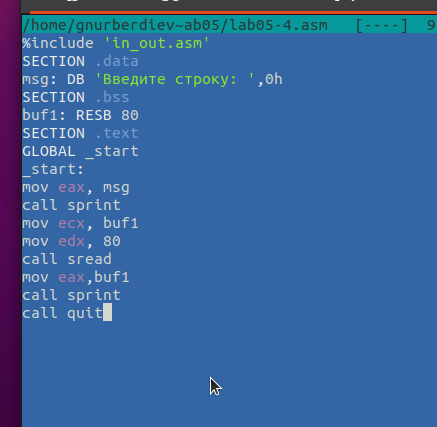 /home/gnurberdiev~ab05/lab05-4.asm [----] 9
%include 'in_out.asm'
SECTION .data
msg: DB 'Введите строку: ',0h
SECTION .bss
buf1: RESB 80
SECTION .text
GLOBAL _start
_start:
mov eax, msg
call sprint
mov ecx, buf1
mov edx, 80
call sread
mov eax,buf1
call sprint
call quit